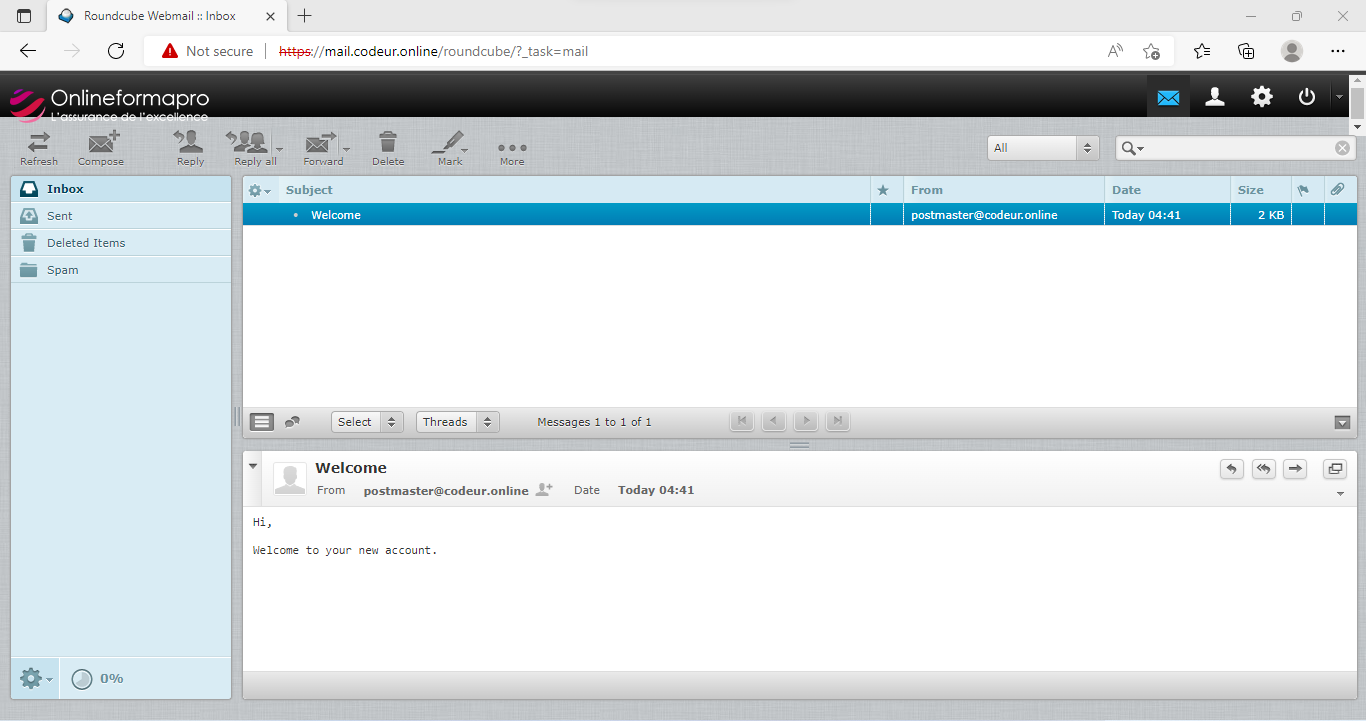 Roundcube Webmail :: Inbox
Not secure https://mail.codeur.online/roundcube/?_task=mail
Onlineformapro
L'assurance de l'excellence
Refresh Compose Reply Reply all Forward Delete Mark More
All
Inbox
Sent
Deleted Items
Spam
Subject From Date Size
Welcome postmaster@codeur.online Today 04:41 2 KB
Select Threads Messages 1 to 1 of 1
Welcome
From postmaster@codeur.online Date Today 04:41
Hi,
Welcome to your new account.
0%